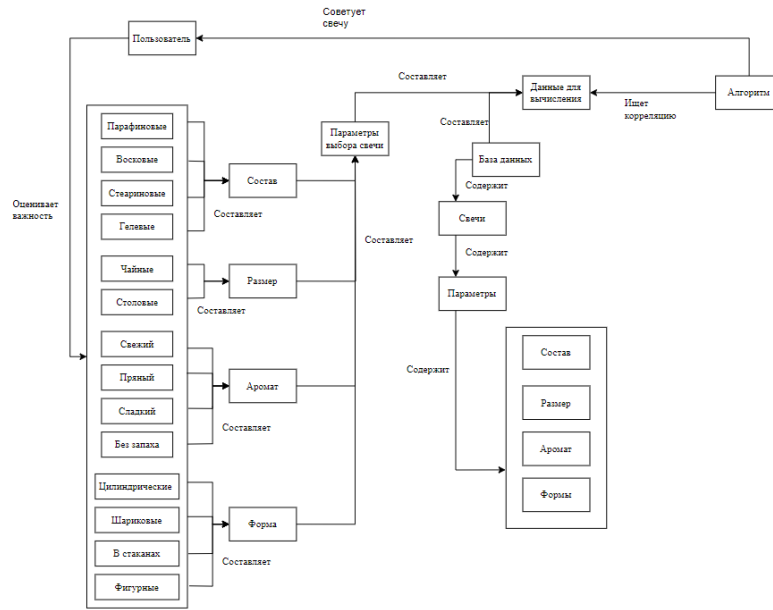 Советует
свечу
Пользователь
Составляет
Данные для
вычисления
Алгоритм
Ищет
корреляцию
Парафиновые
Восковые
Стеариновые
Гелевые
Состав
Составляет
Параметры
выбора свечи
Составляет
База данных
Содержит
Свечи
Оценивает
важность
Чайные
Столовые
Размер
Составляет
Составляет
Содержит
Параметры
Свежий
Пряный
Сладкий
Без запаха
Аромат
Составляет
Содержит
Состав
Размер
Аромат
Формы
Цилиндрические
Шариковые
В стаканах
Фигурные
Форма
Составляет